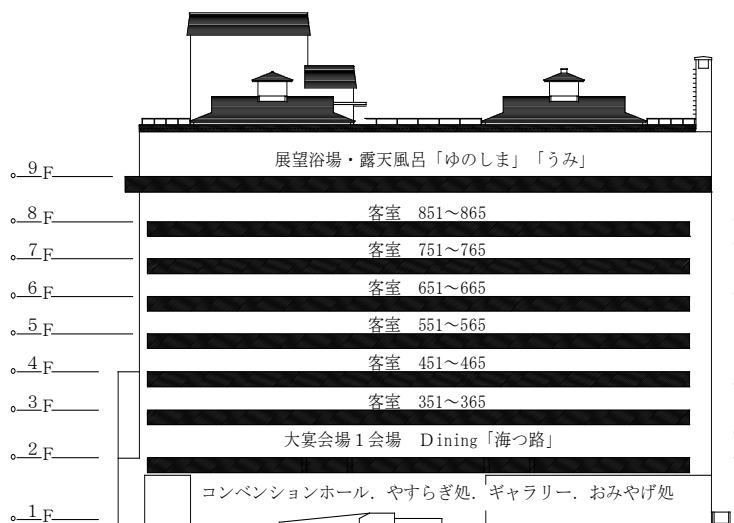 展望浴場・露天風呂「ゆのしま」「うみ」
9F
客室 851～865
8F
客室 751～765
7F
客室 651～665
6F
客室 551～565
5F
客室 451～465
4F
客室 351～365
3F
大宴会場1会場 Dining「海つ路」
2F
コンベンションホール．やすらぎ処．ギャラリー．おみやげ処
1F